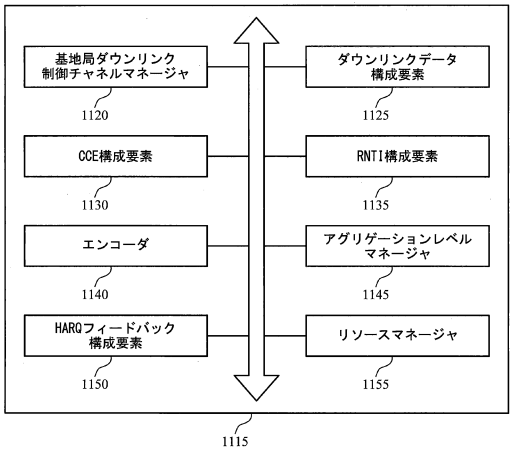 基地局ダウンリンク
制御チャネルマネージャ
1120
ダウンリンクデータ
構成要素
1125
CCE構成要素
1130
RNTI構成要素
1135
エンコーダ
1140
アグリゲーションレベル
マネージャ
1145
HARQフィードバック
構成要素
1150
リソースマネージャ
1155
1115